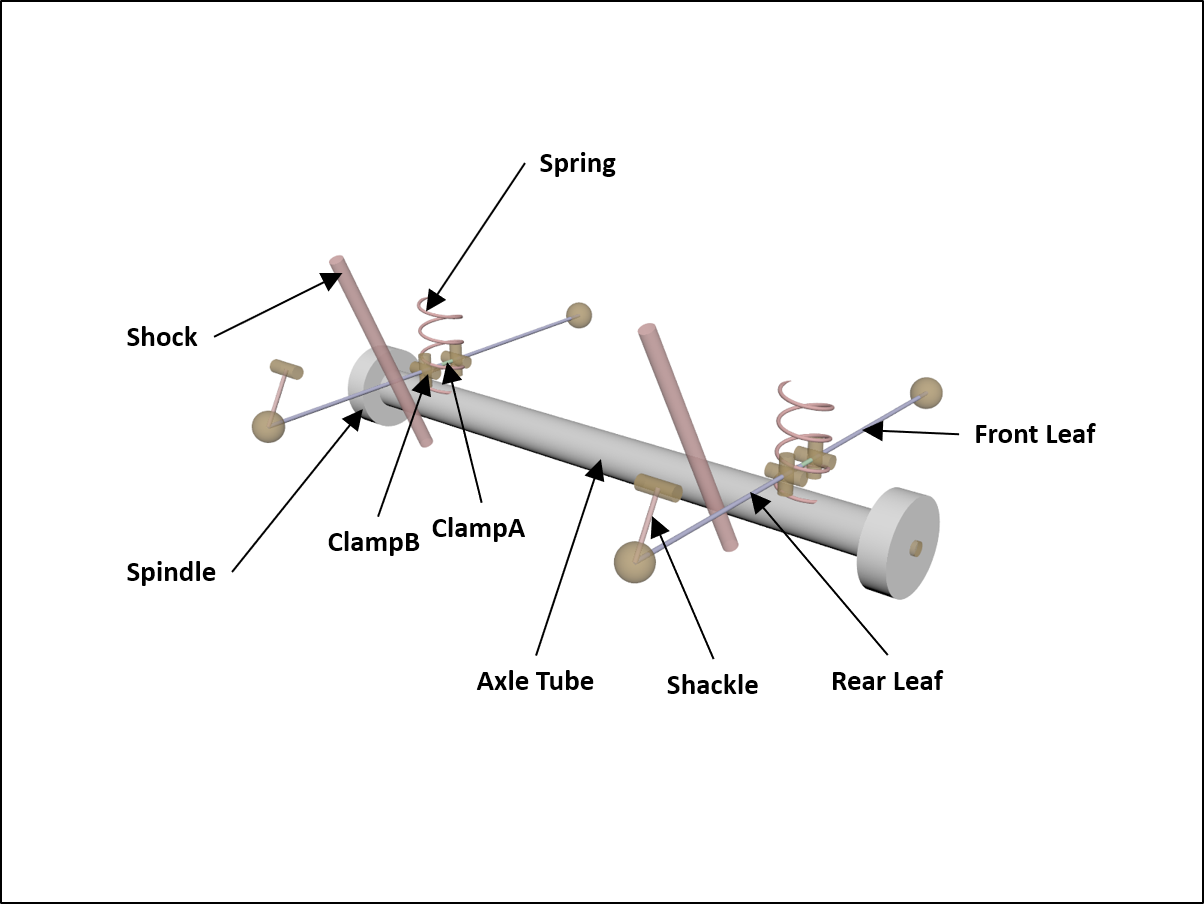 Spring
Shock
Front Leaf
ClampB
ClampA
Spindle
Axle Tube
Shackle
Rear Leaf